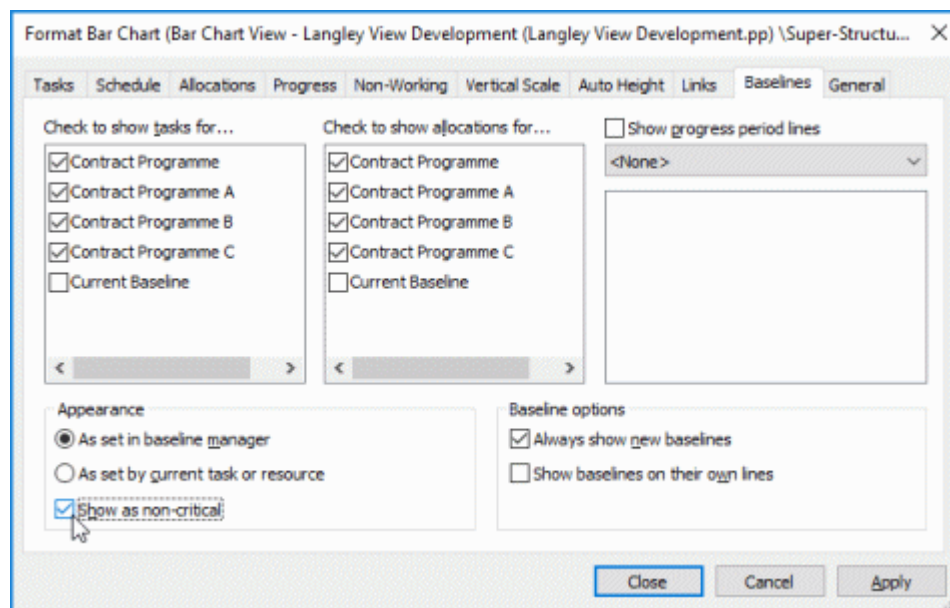 Format Bar Chart (Bar Chart View - Langley View Development (Langley View Development.pp) \Super-Structu...
Tasks Schedule Allocations Progress Non-Working Vertical Scale Auto Height Links Baselines General
Check to show tasks for...
Contract Programme
Contract Programme A
Contract Programme B
Contract Programme C
Current Baseline
Check to show allocations for...
Contract Programme
Contract Programme A
Contract Programme B
Contract Programme C
Current Baseline
Show progress period lines
<None>
Appearance
As set in baseline manager
As set by current task or resource
Show as non-critical
Baseline options
Always show new baselines
Show baselines on their own lines
Close Cancel Apply